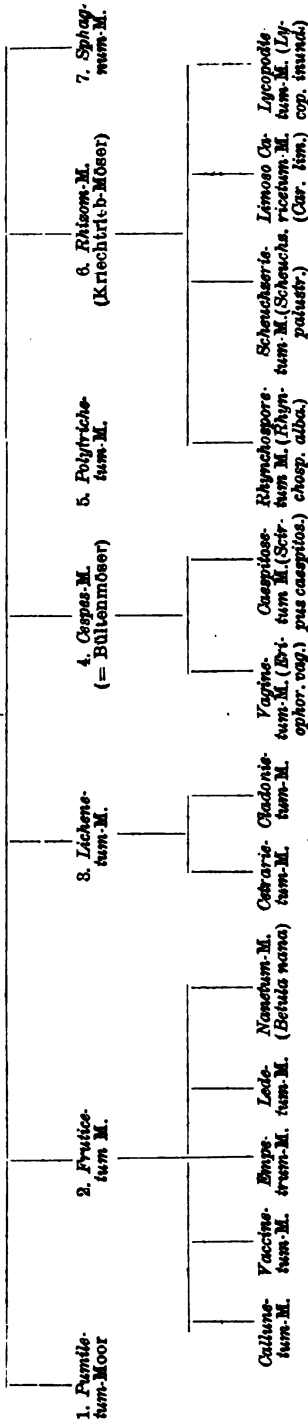 1. Pumile-
tum-Moor
2. Frutice-
tum M.
3. Lichene-
tum-M.
4. Cespes-M.
(= Bültenmöser)
5. Polytriche-
tum-M.
6. Rhizom-M.
(Kriechtrieb-Möser)
7. Sphag-
num-M.
Callune-
tum-M.
Vaccine-
tum-M.
Empe-
trum-M.
Lede-
tum-M.
Nanetum-M.
(Betula nana)
Cetrarie-
tum-M.
Cladonie-
tum-M.
Vagine-
tum-M. (Eri-
ophor. vag.)
Caespitose-
tum M. (Scir-
pus caespitos.)
Rhynchospore-
tum M. (Rhyn-
chosp. alba.)
Scheuchserie-
tum-M. (Scheuchs.
palustr.)
Limoso Ca-
ricetum-M.
(Car. lim.)
Lycopodie-
tum-M. (Ly-
cop. inund.)